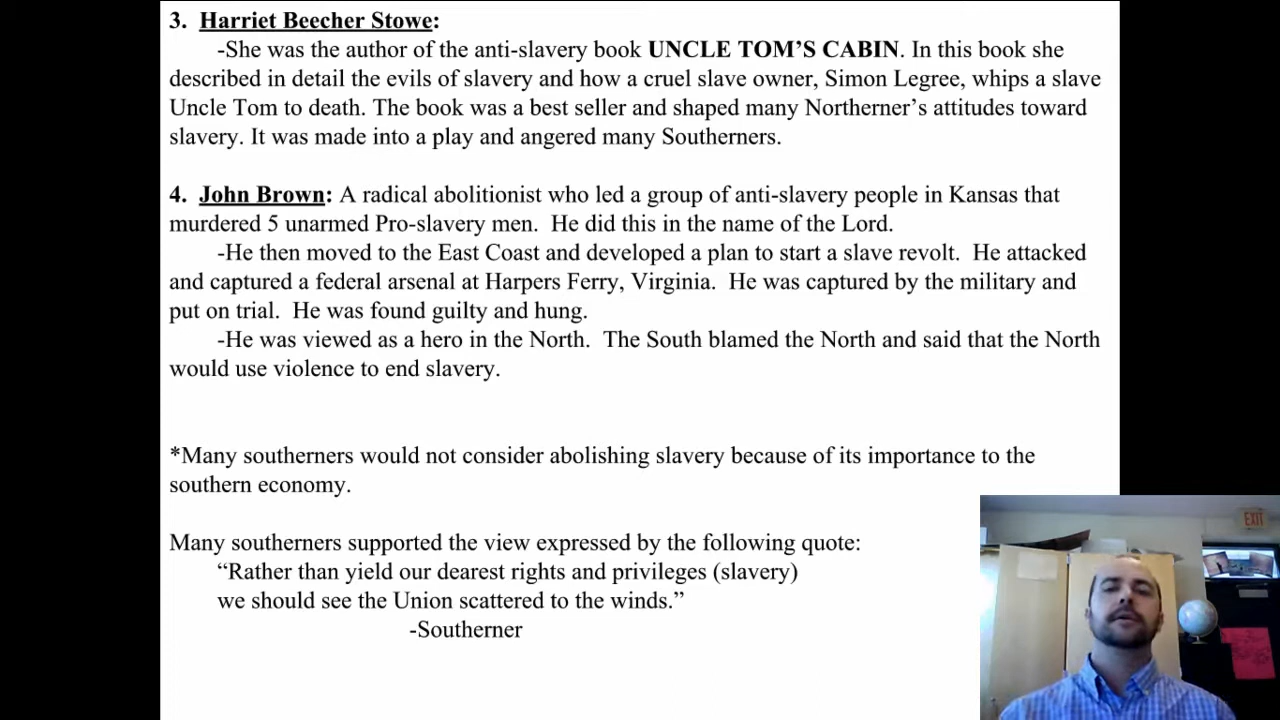 3. Harriet Beecher Stowe:
-She was the author of the anti-slavery book UNCLE TOM’S CABIN. In this book she
described in detail the evils of slavery and how a cruel slave owner, Simon Legree, whips a slave
Uncle Tom to death. The book was a best seller and shaped many Northerner’s attitudes toward
slavery. It was made into a play and angered many Southerners.
4. John Brown: A radical abolitionist who led a group of anti-slavery people in Kansas that
murdered 5 unarmed Pro-slavery men. He did this in the name of the Lord.
-He then moved to the East Coast and developed a plan to start a slave revolt. He attacked
and captured a federal arsenal at Harpers Ferry, Virginia. He was captured by the military and
put on trial. He was found guilty and hung.
-He was viewed as a hero in the North. The South blamed the North and said that the North
would use violence to end slavery.
*Many southerners would not consider abolishing slavery because of its importance to the
southern economy.
Many southerners supported the view expressed by the following quote:
“Rather than yield our dearest rights and privileges (slavery)
we should see the Union scattered to the winds.”
-Southerner
EXIT